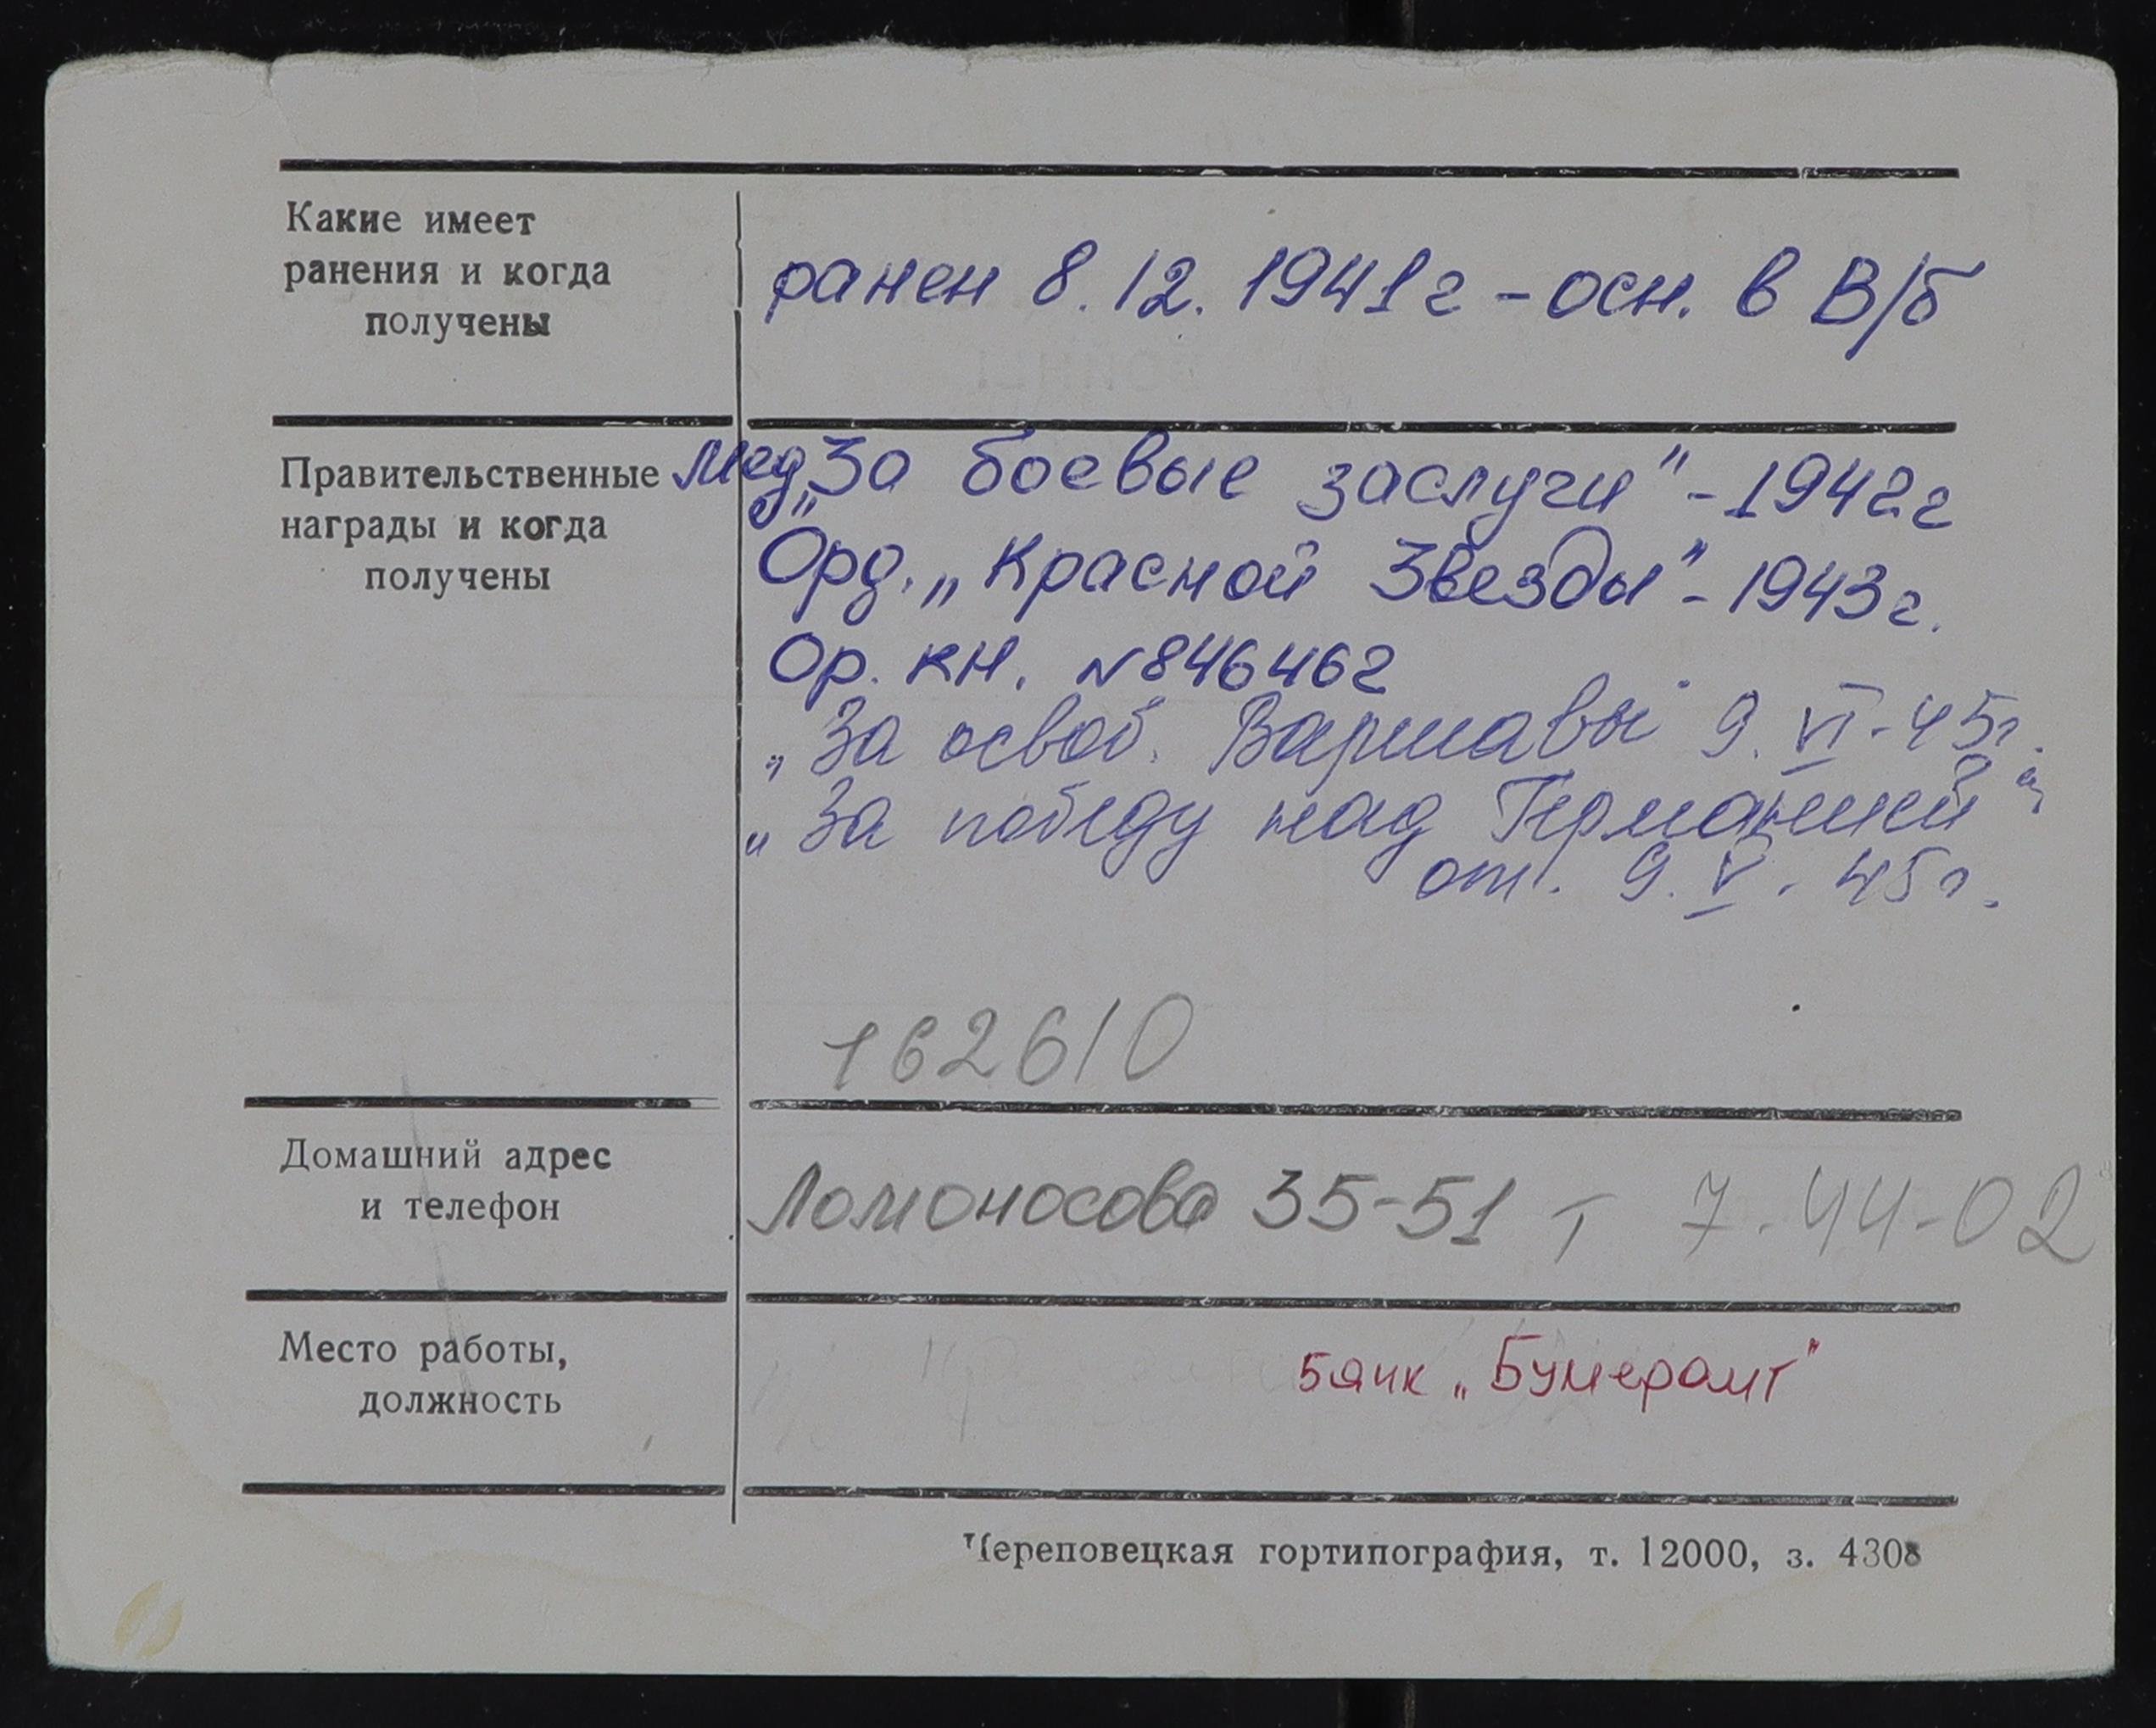 Какие имеет
ранения и когда
получены
ранен 8.12.1941г - осн. в В/б
Правительственные
награды и когда
получены
Мед. „За боевые заслуги" - 1942г
Орд. „Красной Звезды" - 1943г.
Ор. кн. N846462
„За освоб. Варшавы" 9.VI-45г.
„За победу над Германией"
от. 9.V.45г.
162610
Домашний адрес
и телефон
Ломоносова 35-51 т 7-44-02
Место работы,
должность
банк „Бумеранг"
Череповецкая гортипография, т. 12000, з. 4308